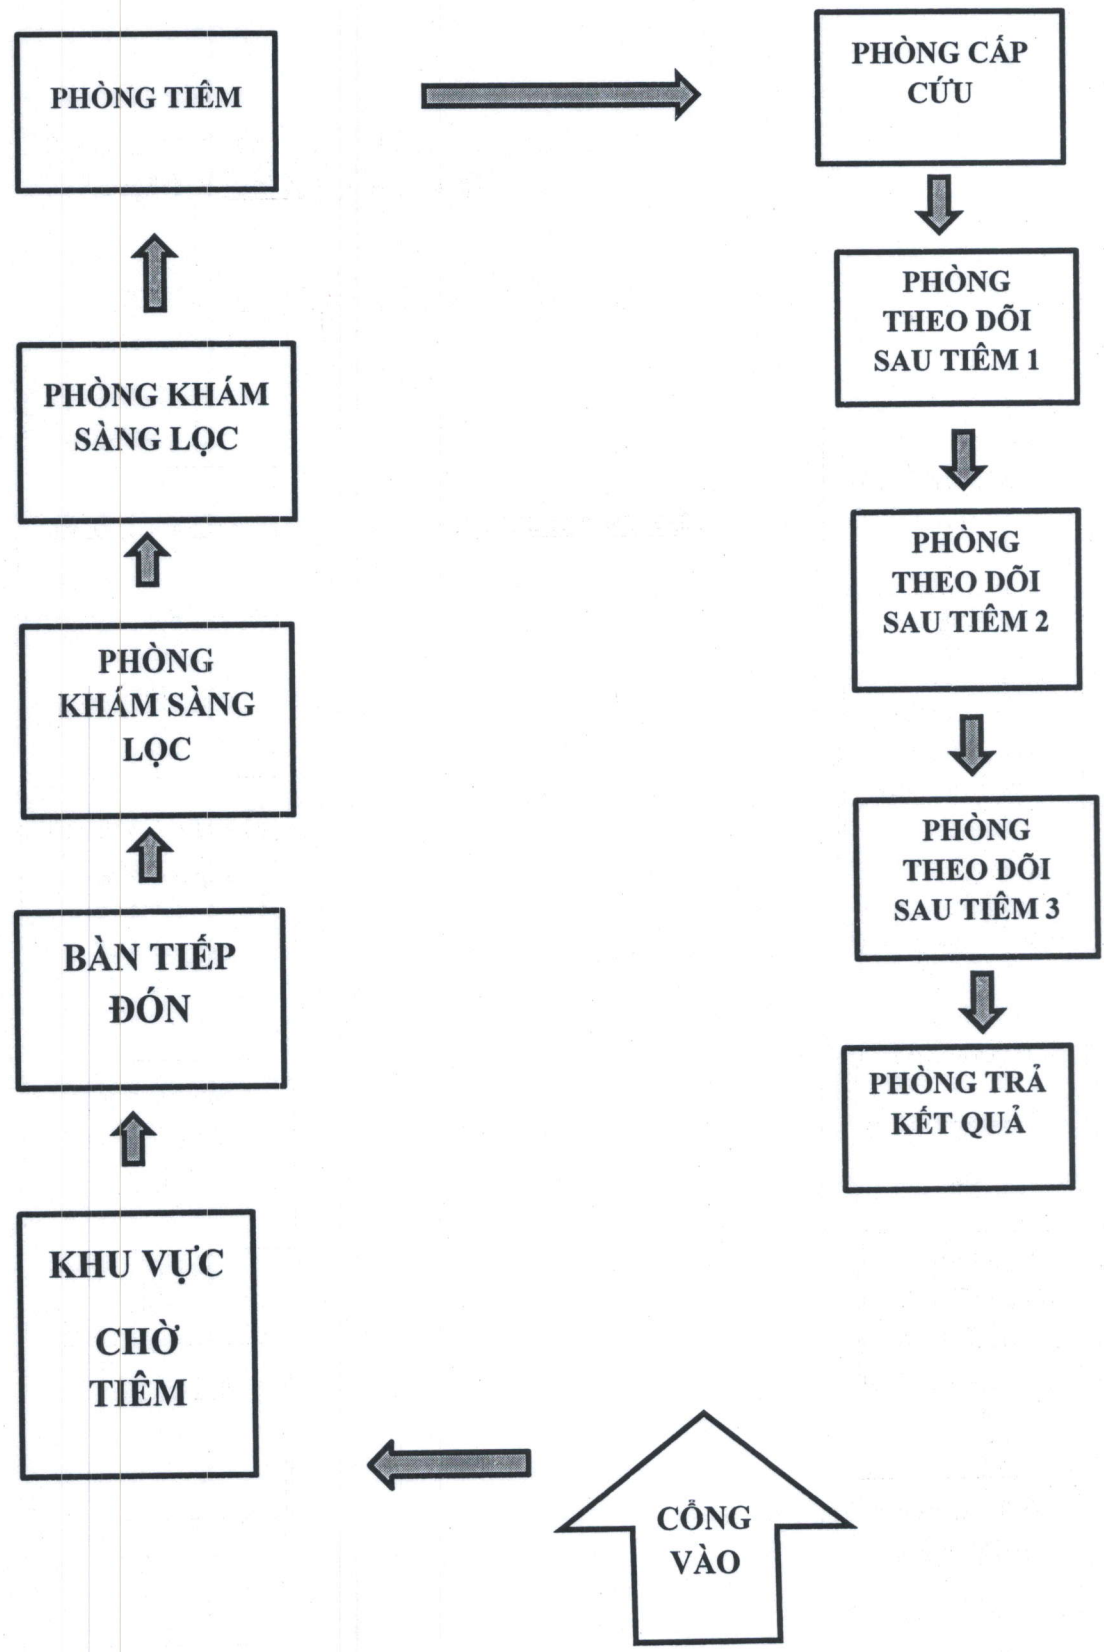 CỔNG
VÀO
KHU VỰC
CHỜ
TIÊM
BÀN TIẾP
ĐÓN
PHÒNG
KHÁM SÀNG
LỌC
PHÒNG KHÁM
SÀNG LỌC
PHÒNG TIÊM
PHÒNG CẤP
CỨU
PHÒNG
THEO DÕI
SAU TIÊM 1
PHÒNG
THEO DÕI
SAU TIÊM 2
PHÒNG
THEO DÕI
SAU TIÊM 3
PHÒNG TRẢ
KẾT QUẢ